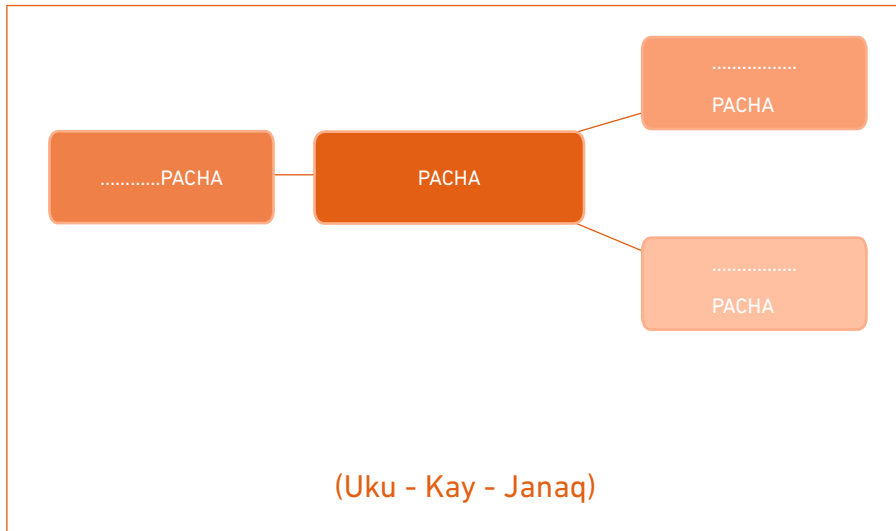 .................
PACHA
............PACHA
PACHA
.................
PACHA
(Uku - Kay - Janaq)